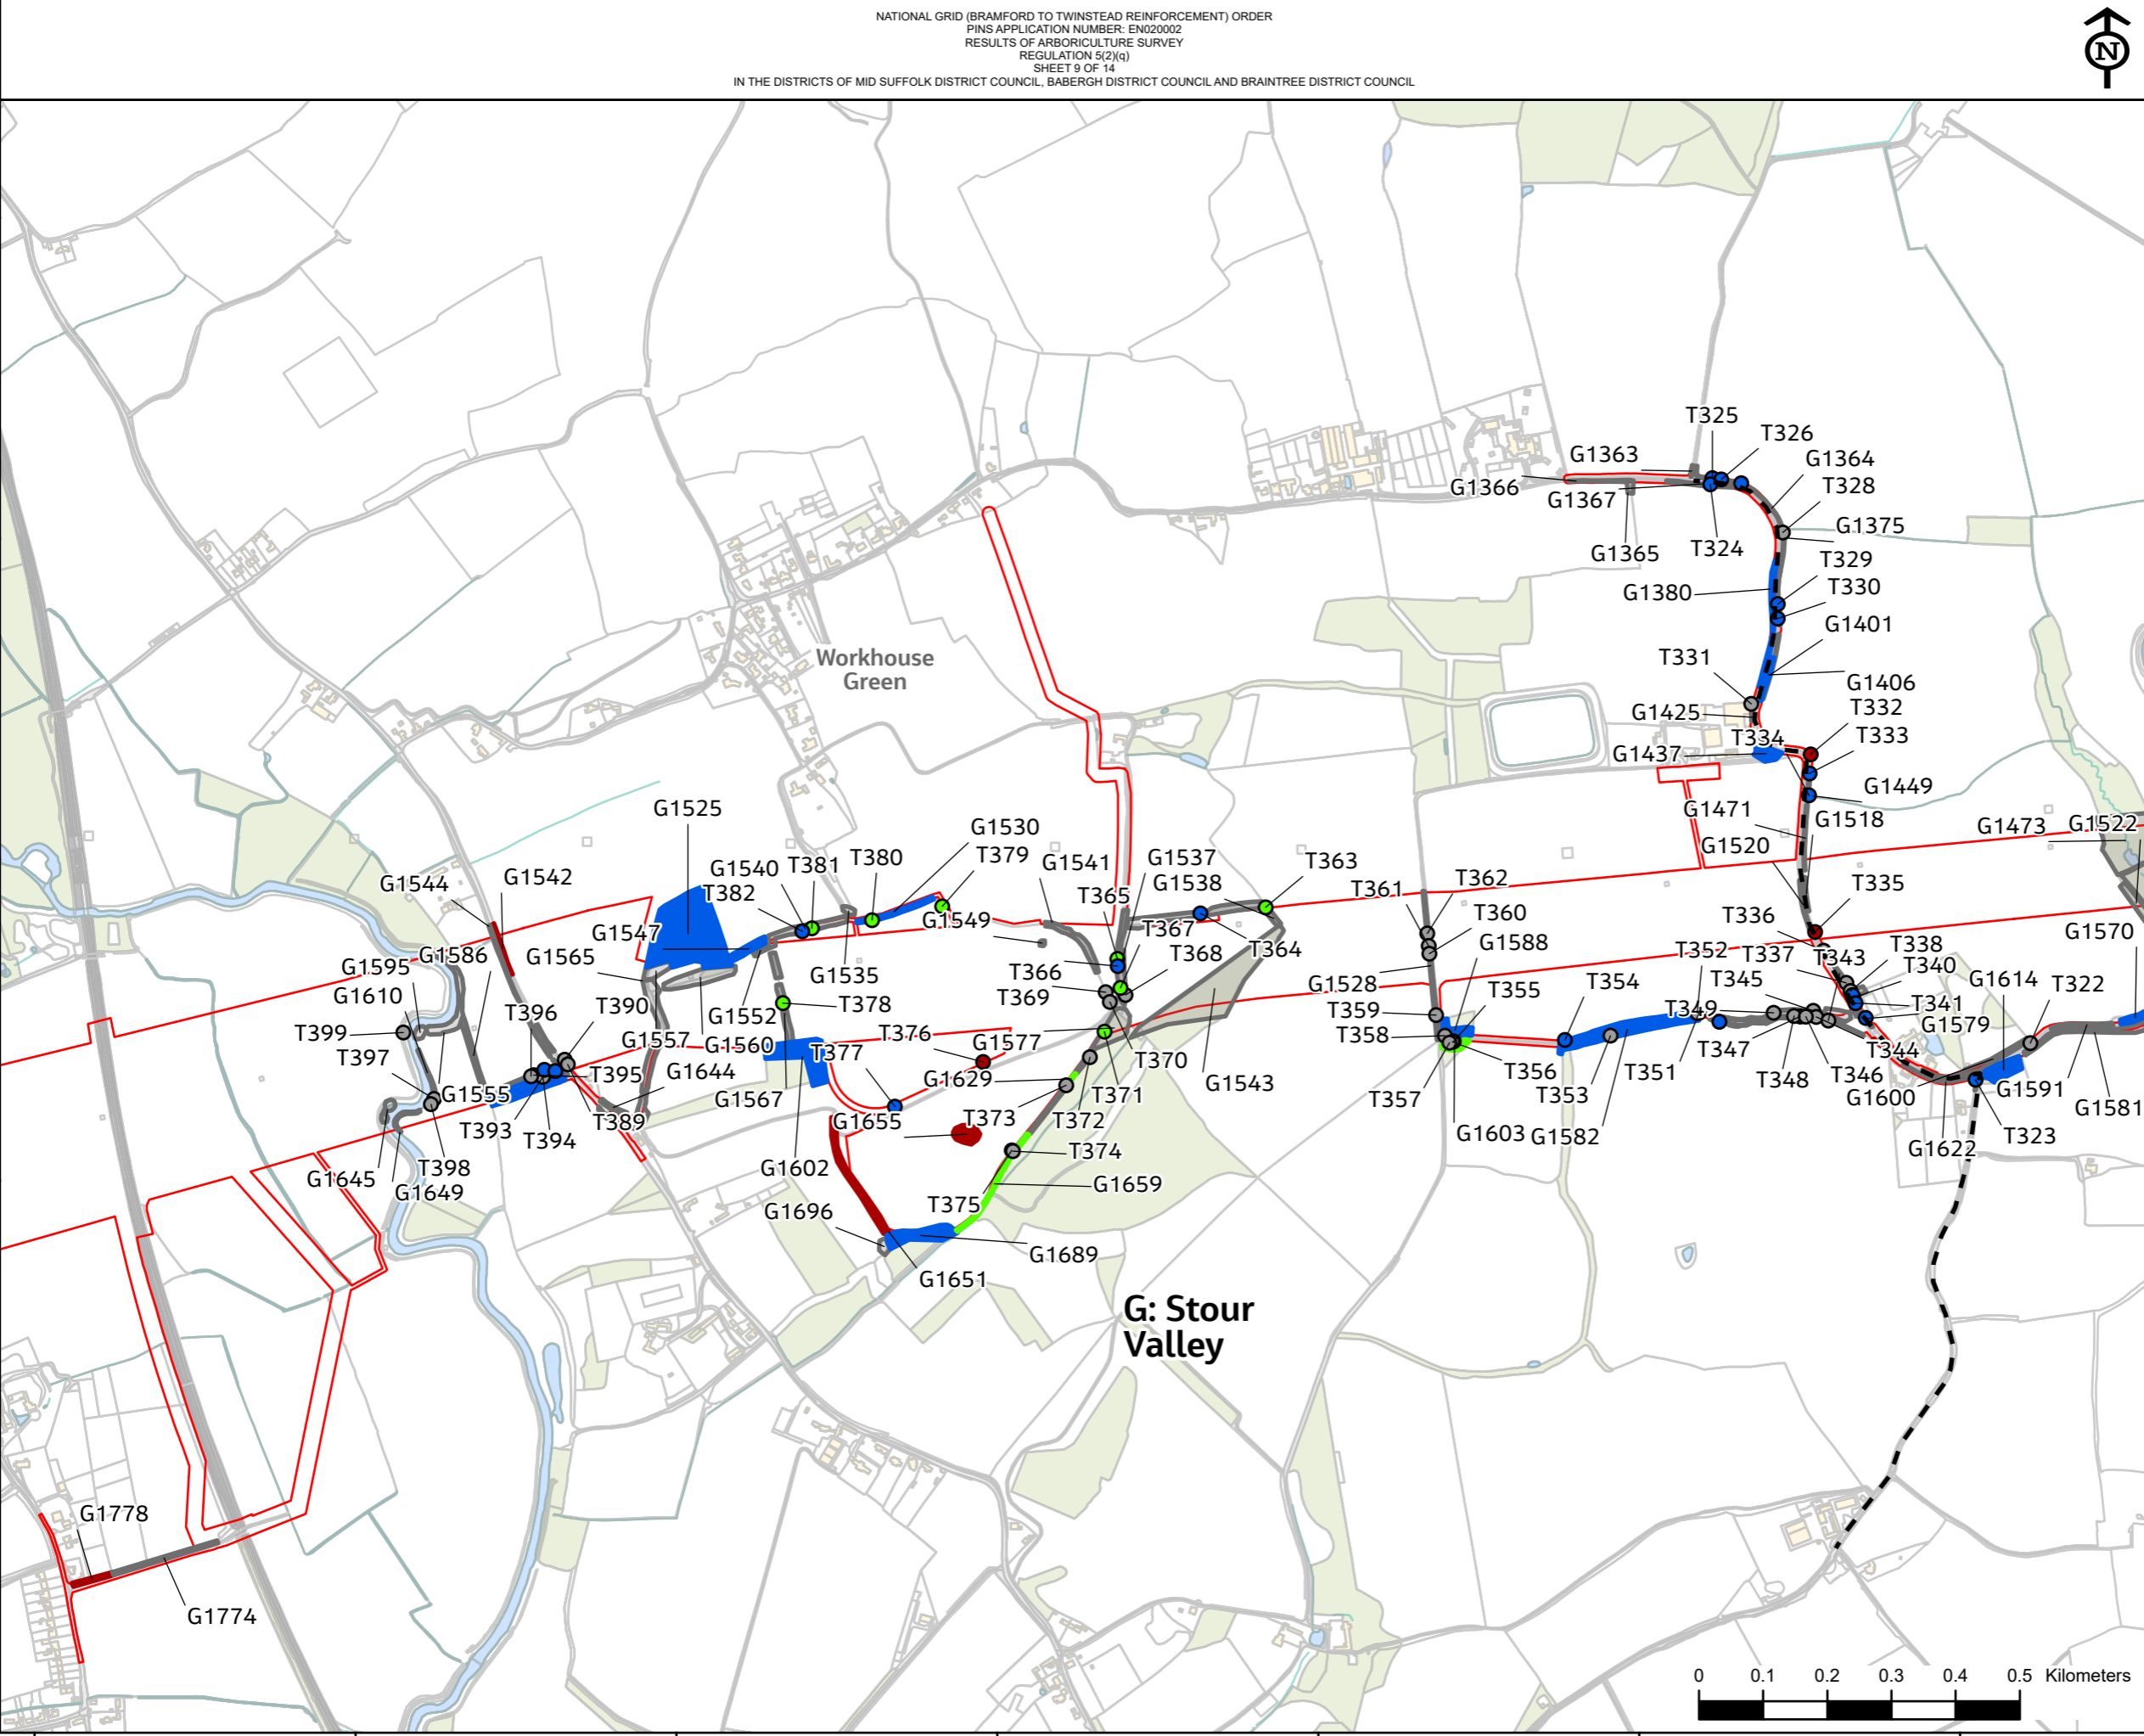 NATIONAL GRID (BRAMFORD TO TWINSTEAD REINFORCEMENT) ORDER
PINS APPLICATION NUMBER: EN020002
RESULTS OF ARBORICULTURE SURVEY
REGULATION 5(2)(q)
SHEET 9 OF 14
IN THE DISTRICTS OF MID SUFFOLK DISTRICT COUNCIL, BABERGH DISTRICT COUNCIL AND BRAINTREE DISTRICT COUNCIL
N
T325
T326
G1363
G1364
G1366
T328
G1367
G1375
G1365
T324
T329
T330
G1380
G1401
Workhouse
Green
T331
G1406
T332
G1425
T334
T333
G1437
G1449
G1525
G1471
G1518
G1530
G1473
G1522
G1520
T379
G1541
G1537
G1540
T381
T380
T363
G1538
T382
T361
T362
T335
G1544
G1542
T365
T336
G1549
T360
G1547
T367
G1570
G1588
G1586
T364
T352
T337
T343
T338
G1565
T368
G1595
G1535
T366
T340
T345
G1528
T354
G1614
T322
G1610
T396
T390
T378
T369
T355
T359
T349
T341
G1552
T399
G1557
T376
G1579
T358
T397
G1560
T377
G1577
T370
T347
T344
T395
G1644
T356
T351
T346
G1555
G1567
G1629
T371
G1543
T353
T348
G1591
T357
G1600
T373
T372
G1581
T393
T389
G1655
G1603
G1582
T323
T394
T374
G1622
T398
G1602
G1645
G1659
G1649
T375
G1696
G1689
G1651
G: Stour
Valley
G1778
G1774
0 0.1 0.2 0.3 0.4 0.5 Kilometers